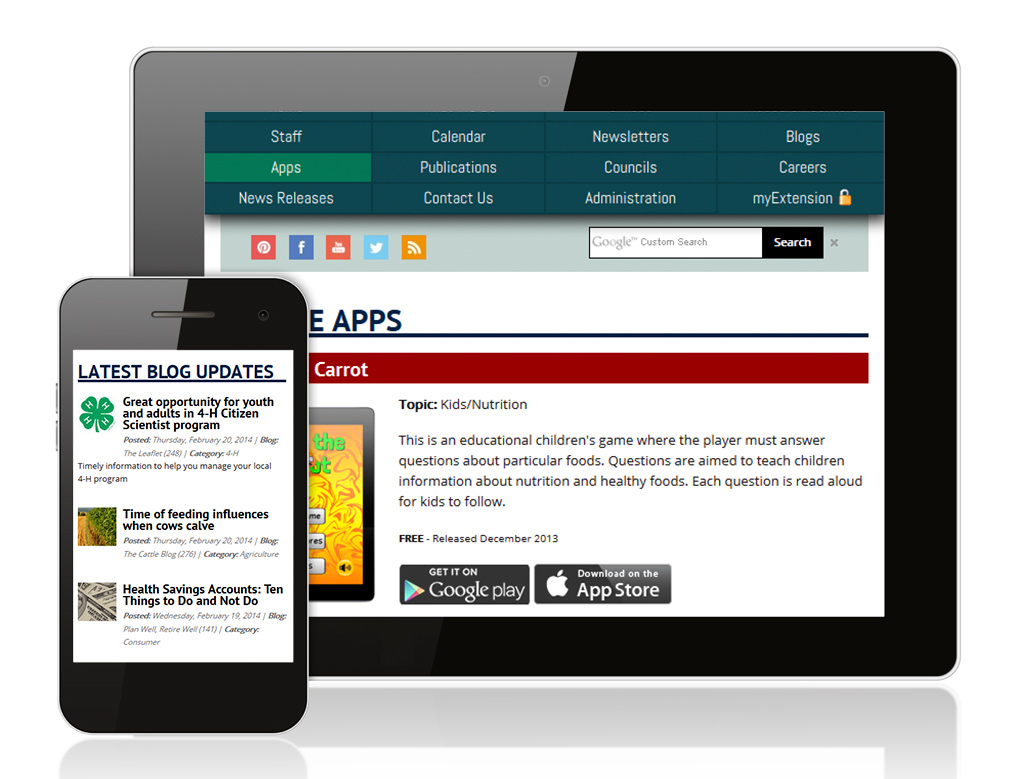 Staff
Calendar
Newsletters
Blogs
Apps
Publications
Councils
Careers
News Releases
Contact Us
Administration
myExtension
You
Google™ Custom Search
Search
×
E APPS
Carrot
Topic: Kids/Nutrition
This is an educational children's game where the player must answer
questions about particular foods. Questions are aimed to teach children
information about nutrition and healthy foods. Each question is read aloud
for kids to follow.
FREE - Released December 2013
GET IT ON
Google play
Download on the
App Store
the
ot
me
res
s
LATEST BLOG UPDATES
H H H H
Great opportunity for youth
and adults in 4-H Citizen
Scientist program
Posted: Thursday, February 20, 2014 | Blog:
The Leaflet (248) | Category: 4-H
Timely information to help you manage your local
4-H program
Time of feeding influences
when cows calve
Posted: Thursday, February 20, 2014 | Blog:
The Cattle Blog (276) | Category: Agriculture
Health Savings Accounts: Ten
Things to Do and Not Do
Posted: Wednesday, February 19, 2014 | Blog:
Plan Well, Retire Well (141) | Category:
Consumer